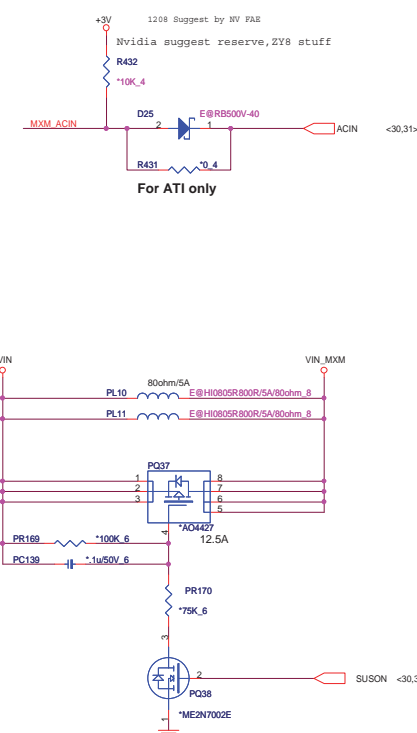 +3V 1208 Suggest by NV FAE
Nvidia suggest reserve,ZY8 stuff
R432
*10K_4
D25 E@RB500V-40
MXM_ACIN 2 1 ACIN <30,31>
R431 *0_4
For ATI only
VIN VIN_MXM
80ohm/5A
PL10 E@HI0805R800R/5A/80ohm_8
PL11 E@HI0805R800R/5A/80ohm_8
PQ37
1 8
2 7
3 6
5
4 *AO4427
12.5A
PR169 *100K_6
PC139 *.1u/50V_6
PR170
*75K_6
3
2 SUSON
PQ38
1 *ME2N7002E